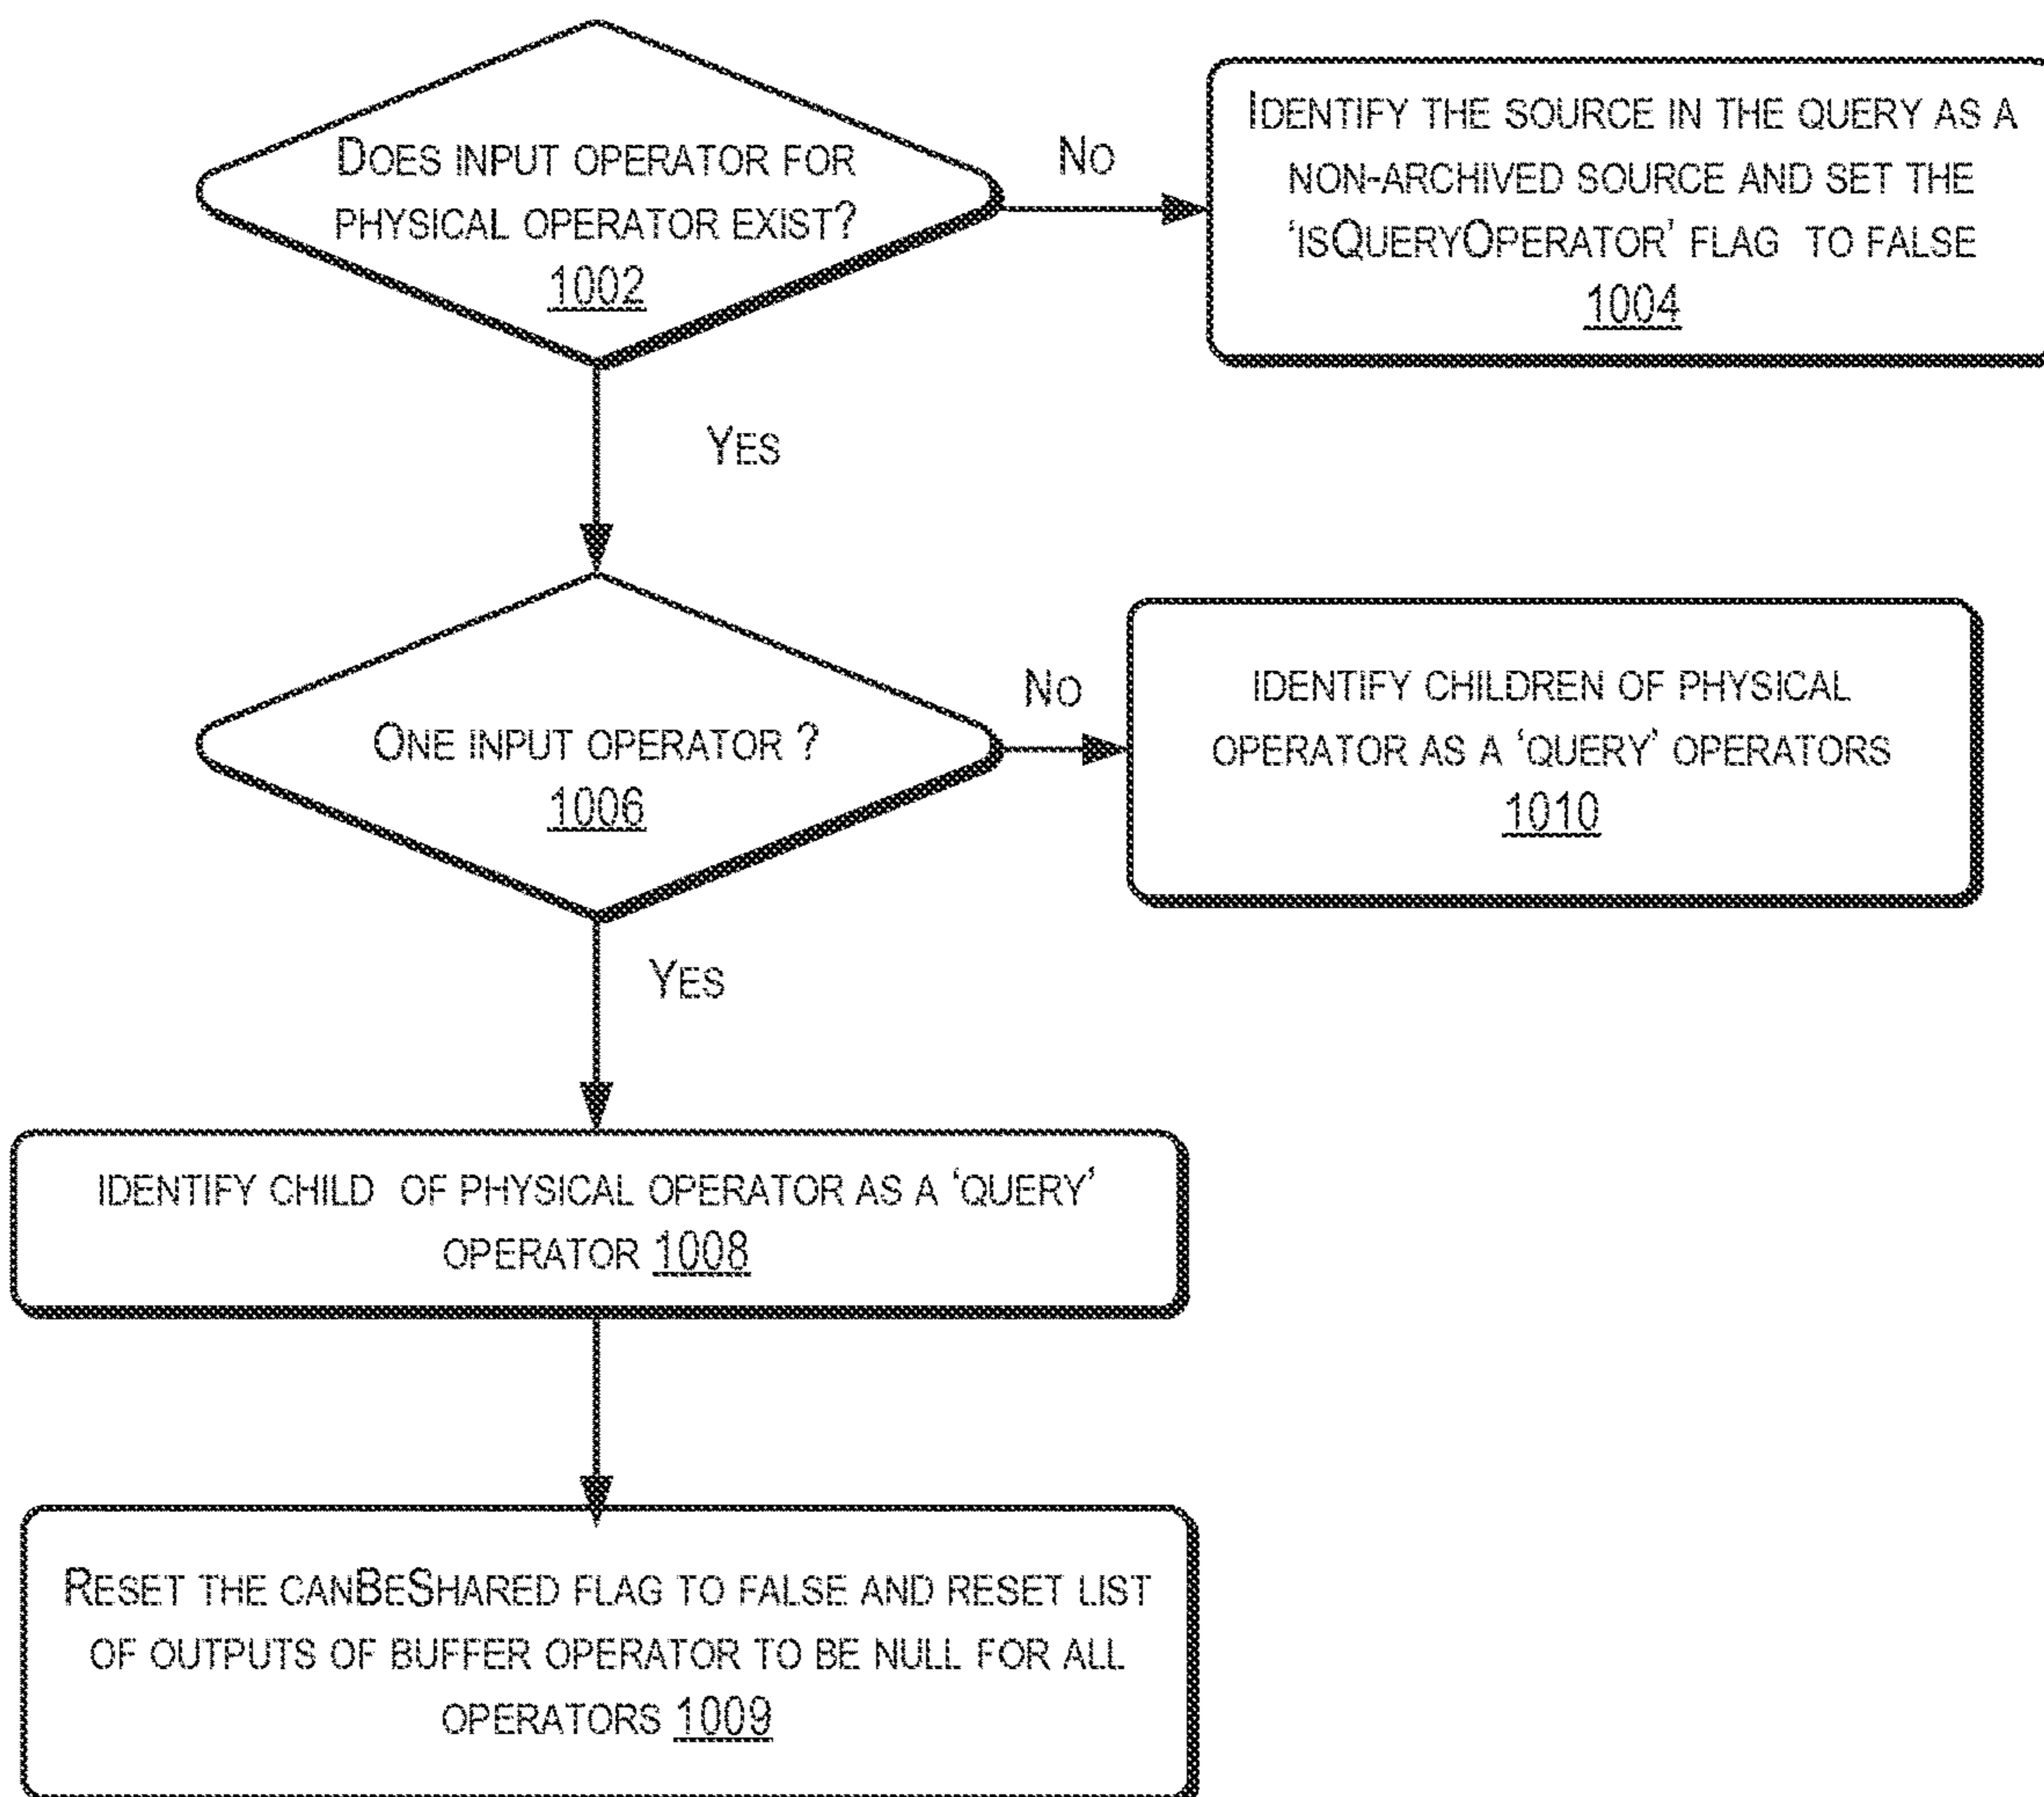 DOES INPUT OPERATOR FOR
PHYSICAL OPERATOR EXIST?
1002
NO
IDENTIFY THE SOURCE IN THE QUERY AS A
NON-ARCHIVED SOURCE AND SET THE
‘ISQUERYOPERATOR’ FLAG TO FALSE
1004
YES
ONE INPUT OPERATOR ?
1006
NO
IDENTIFY CHILDREN OF PHYSICAL
OPERATOR AS A ‘QUERY’ OPERATORS
1010
YES
IDENTIFY CHILD OF PHYSICAL OPERATOR AS A ‘QUERY’
OPERATOR 1008
RESET THE CANBESHARED FLAG TO FALSE AND RESET LIST
OF OUTPUTS OF BUFFER OPERATOR TO BE NULL FOR ALL
OPERATORS 1009